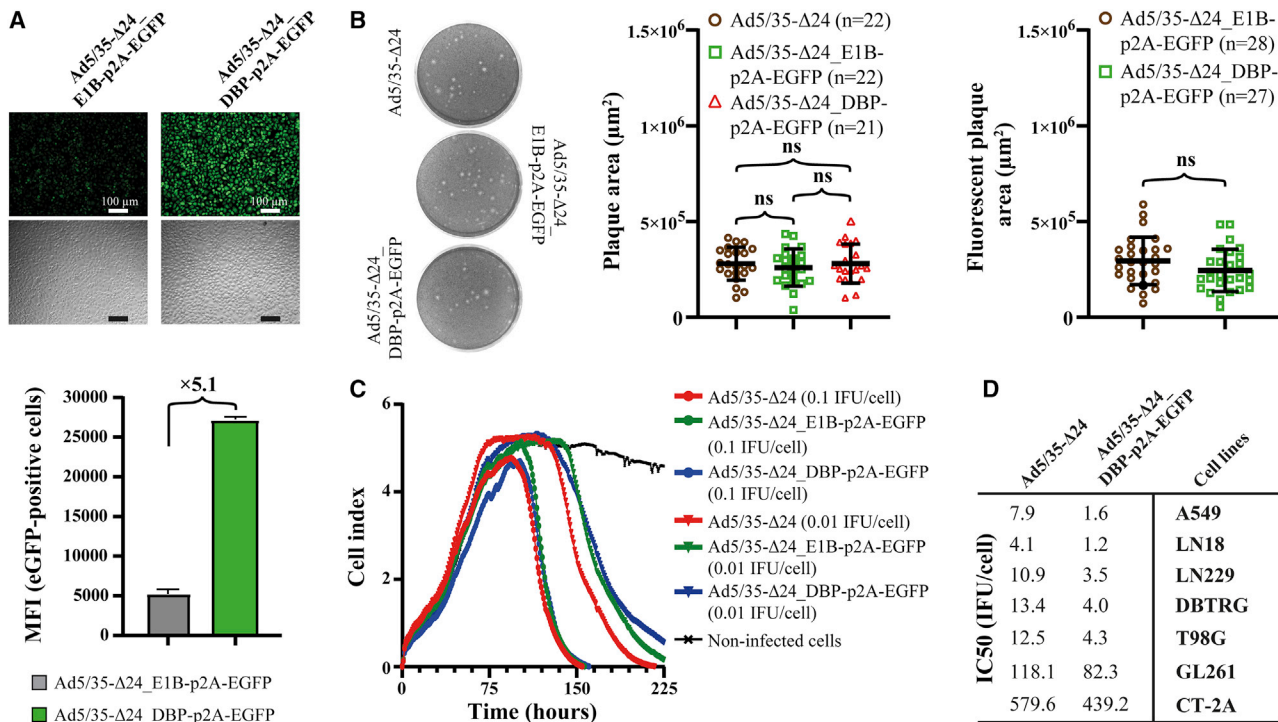 A
Ad5/35-Δ24_
E1B-p2A-EGFP
Ad5/35-Δ24_
DBP-p2A-EGFP
100 µm
100 µm
30000
25000
20000
15000
10000
5000
0
MFI (eGFP-positive cells)
×5.1
Ad5/35-Δ24_E1B-p2A-EGFP
Ad5/35-Δ24_DBP-p2A-EGFP
B
Ad5/35-Δ24
Ad5/35-Δ24_
E1B-p2A-EGFP
Ad5/35-Δ24_
DBP-p2A-EGFP
Plaque area (µm²)
1.5×10⁶
1×10⁶
5×10⁵
0
Ad5/35-Δ24 (n=22)
Ad5/35-Δ24_E1B-
p2A-EGFP (n=22)
Ad5/35-Δ24_DBP-
p2A-EGFP (n=21)
ns
ns
ns
Fluorescent plaque
area (µm²)
1.5×10⁶
1×10⁶
5×10⁵
0
Ad5/35-Δ24_E1B-
p2A-EGFP (n=28)
Ad5/35-Δ24_DBP-
p2A-EGFP (n=27)
ns
C
Cell index
6
4
2
0
0 75 150 225
Time (hours)
Ad5/35-Δ24 (0.1 IFU/cell)
Ad5/35-Δ24_E1B-p2A-EGFP
(0.1 IFU/cell)
Ad5/35-Δ24_DBP-p2A-EGFP
(0.1 IFU/cell)
Ad5/35-Δ24 (0.01 IFU/cell)
Ad5/35-Δ24_E1B-p2A-EGFP
(0.01 IFU/cell)
Ad5/35-Δ24_DBP-p2A-EGFP
(0.01 IFU/cell)
Non-infected cells
D
Ad5/35-Δ24
Ad5/35-Δ24_
DBP-p2A-EGFP
Cell lines
IC50 (IFU/cell)
7.9 1.6 A549
4.1 1.2 LN18
10.9 3.5 LN229
13.4 4.0 DBTRG
12.5 4.3 T98G
118.1 82.3 GL261
579.6 439.2 CT-2A